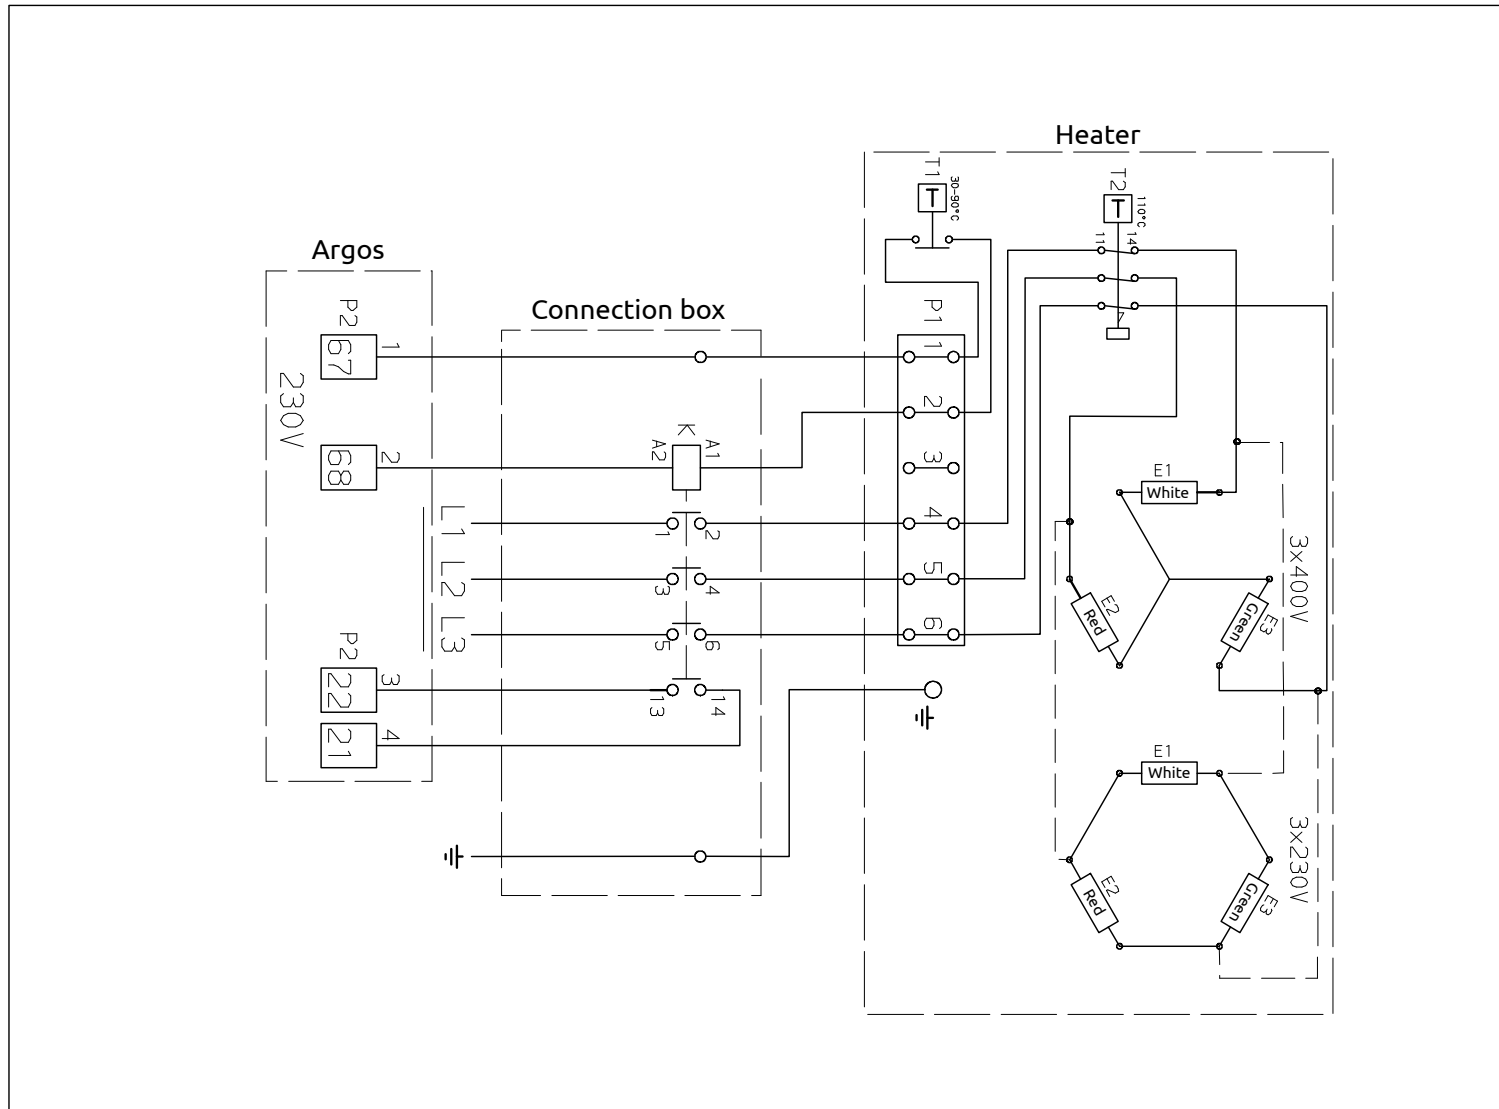 Heater
T1
30-90°C
T2
110°C
11
14
7
Argos
P2
67
1
230V
68
2
Connection box
K
A2
A1
P1
1
2
3
4
5
6
L1
1
2
L2
3
4
L3
5
6
P2
22
3
13
14
21
4
E1
White
E2
Red
E3
Green
3x400V
E1
White
E2
Red
E3
Green
3x230V